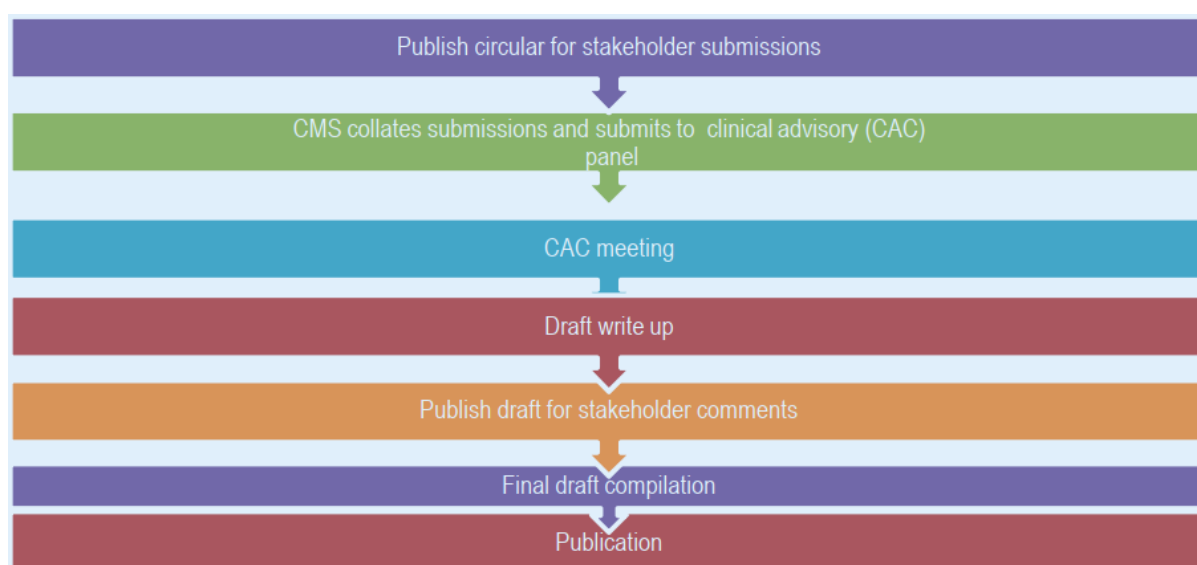 Publish circular for stakeholder submissions
CMS collates submissions and submits to clinical advisory (CAC)
panel
CAC meeting
Draft write up
Publish draft for stakeholder comments
Final draft compilation
Publication